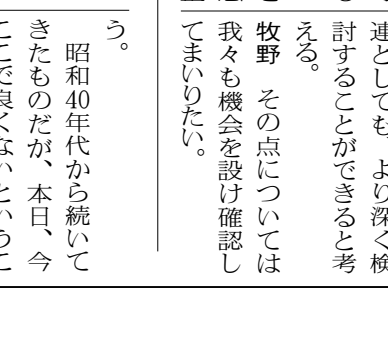 連としても、より深く検
討することができると考
える。
牧野　その点については
我々も機会を設け確認し
てまいりたい。
う。
　昭和40年代から続いて
きたものだが、本日、今
ここで良くないというこ